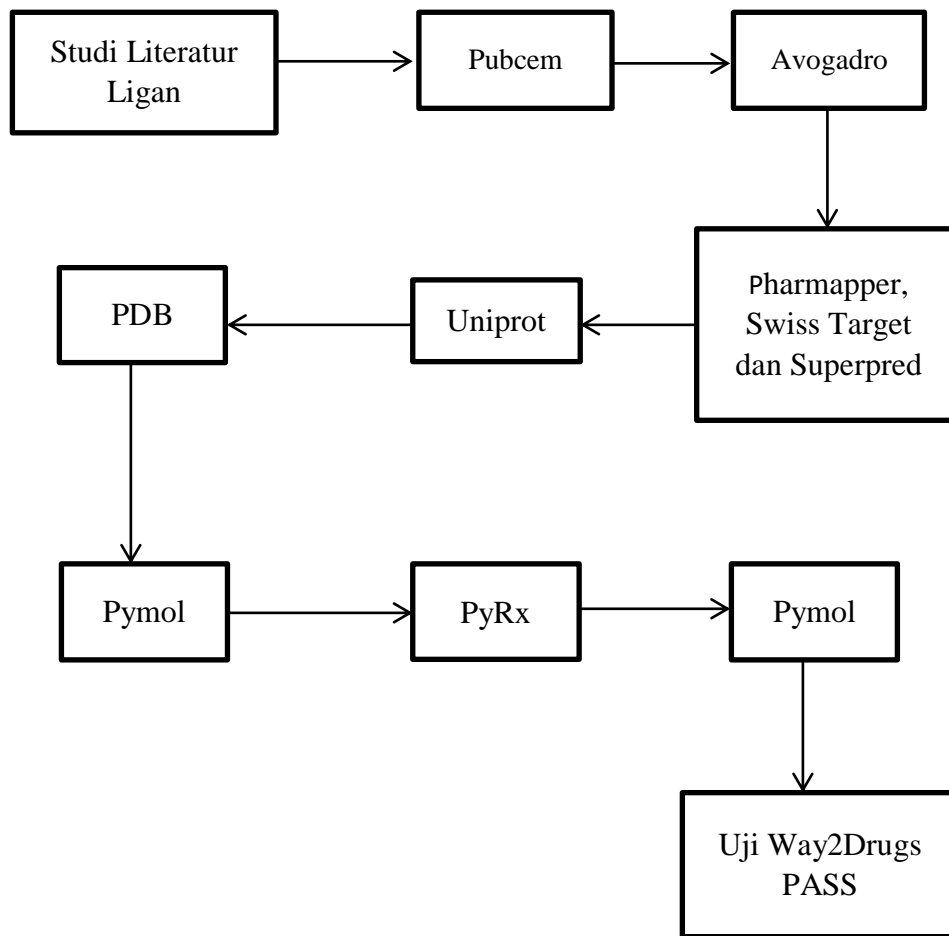 Studi Literatur
Ligan
Pubcem
Avogadro
Pharmapper,
Swiss Target
dan Superpred
Uniprot
PDB
Pymol
PyRx
Pymol
Uji Way2Drugs
PASS